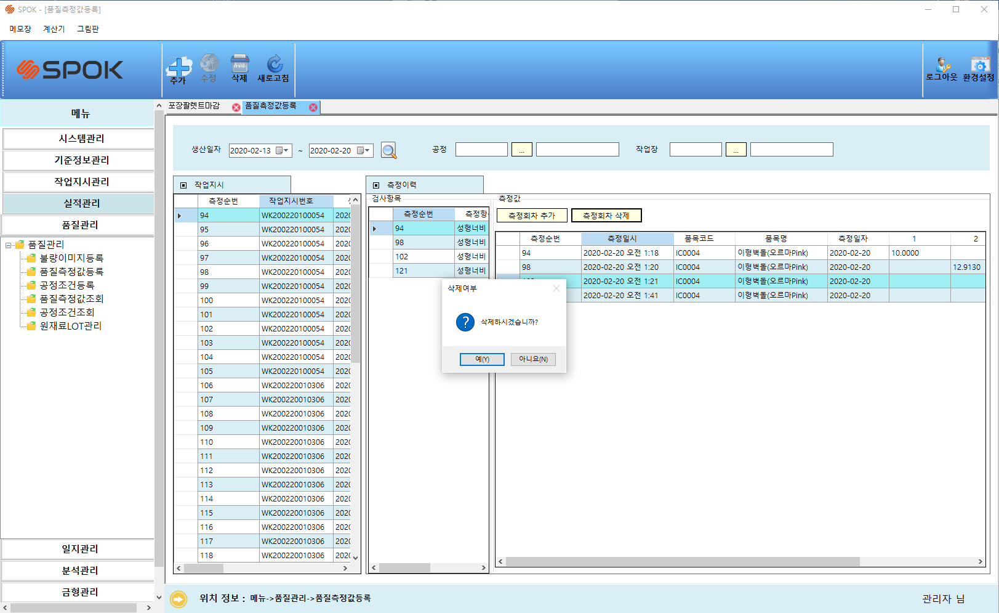 SPOK - [품질측정값등록]
메모장 계산기 그림판
SPOK
추가 수정 삭제 새로고침
로그아웃 환경설정
메뉴
시스템관리
기준정보관리
작업지시관리
실적관리
품질관리
품질관리
불량이미지등록
품질측정값등록
공정조건등록
품질측정값조회
공정조건조회
원재료LOT관리
일지관리
분석관리
금형관리
포장팔렛트마감 품질측정값등록
생산일자 2020-02-13 ~ 2020-02-20 공정 ... 작업장 ...
작업지시
측정순번 작업지시번호
94 WK200220100054 2020
95 WK200220100054 2020
96 WK200220100054 2020
97 WK200220100054 2020
98 WK200220100054 2020
99 WK200220100054 2020
100 WK200220100054 2020
101 WK200220100054 2020
102 WK200220100054 2020
103 WK200220100054 2020
104 WK200220100054 2020
105 WK200220100054 2020
106 WK200220010306 2020
107 WK200220010306 2020
108 WK200220010306 2020
109 WK200220010306 2020
110 WK200220010306 2020
111 WK200220010306 2020
112 WK200220010306 2020
113 WK200220010306 2020
114 WK200220010306 2020
115 WK200220010306 2020
116 WK200220010306 2020
117 WK200220010306 2020
118 WK200220010306 2020
측정이력
검사항목
측정순번 측정항
94 성형너비
98 성형너비
102 성형너비
121 성형너비
측정값
측정회차 추가 측정회차 삭제
측정순번 측정일시 품목코드 품목명 측정일자 1 2
94 2020-02-20 오전 1:18 IC0004 이형벽돌(오르마Pink) 2020-02-20 10.0000
98 2020-02-20 오전 1:20 IC0004 이형벽돌(오르마Pink) 2020-02-20 12.9130
2020-02-20 오전 1:21 IC0004 이형벽돌(오르마Pink) 2020-02-20
2020-02-20 오전 1:41 IC0004 이형벽돌(오르마Pink) 2020-02-20
삭제여부
삭제하시겠습니까?
예(Y) 아니요(N)
위치 정보 : 메뉴->품질관리->품질측정값등록
관리자 님